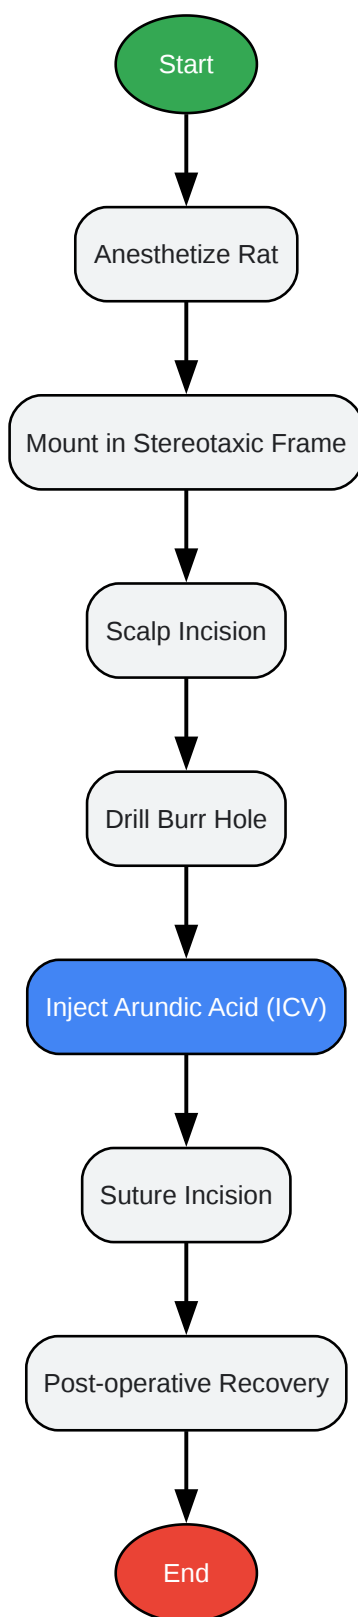 Start
Anesthetize Rat
Mount in Stereotaxic Frame
Scalp Incision
Drill Burr Hole
Inject Arundic Acid (ICV)
Suture Incision
Post-operative Recovery
End